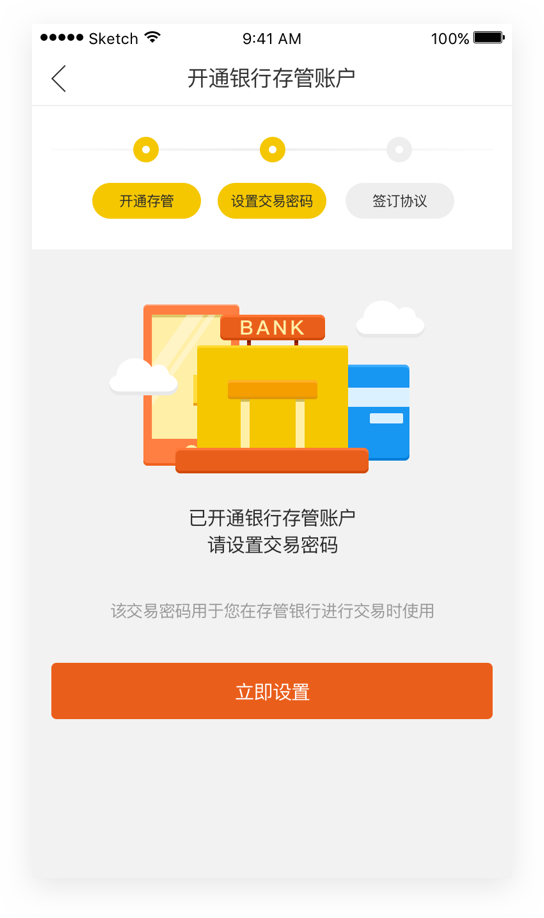 ●●●●● Sketch 9:41 AM 100%
开通银行存管账户
开通存管 设置交易密码 签订协议
BANK
已开通银行存管账户
请设置交易密码
该交易密码用于您在存管银行进行交易时使用
立即设置